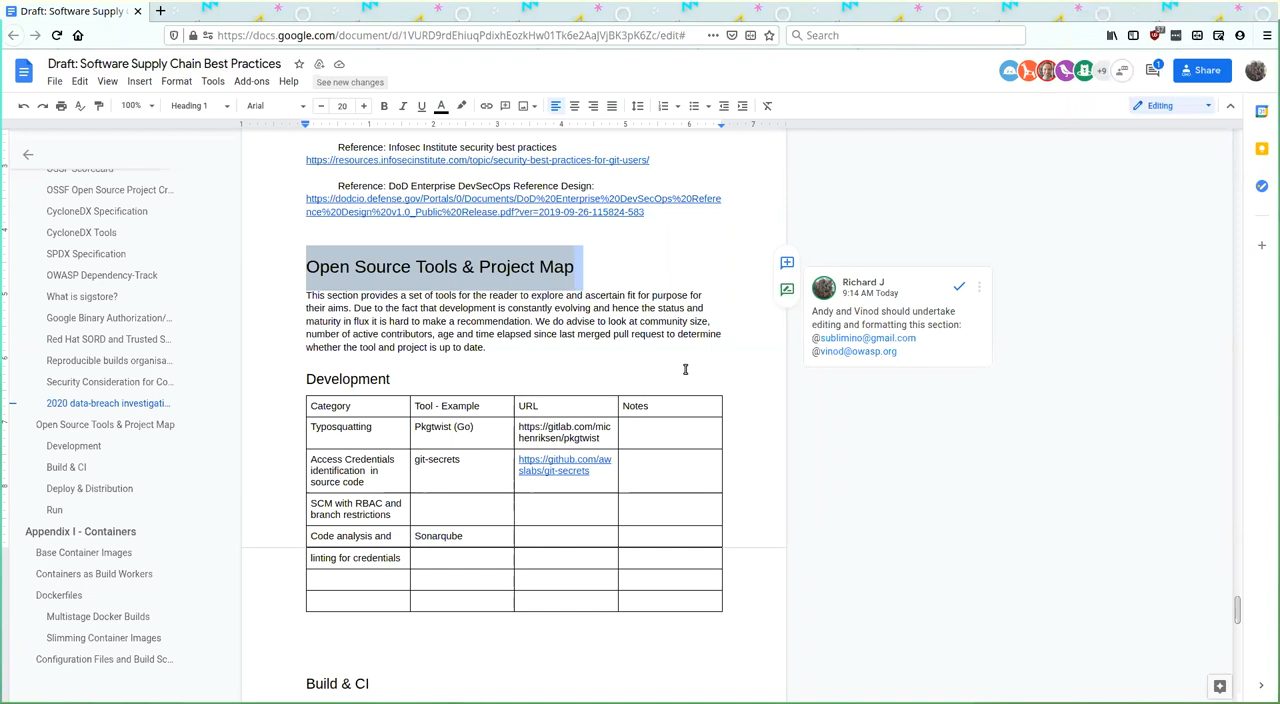 Draft: Software Supply C
https://docs.google.com/document/d/1VURD9rdEhiuqPdixhEozkHw01Tk6e2AaJVjBK3pK6Zc/edit#
Search
Draft: Software Supply Chain Best Practices
File Edit View Insert Format Tools Add-ons Help See new changes
+9
1
Share
100% Heading 1 Arial 20 Editing
1 1 2 3 4 5 6 7
OSSF Scorecard
OSSF Open Source Project Cr...
CycloneDX Specification
CycloneDX Tools
SPDX Specification
OWASP Dependency-Track
What is sigstore?
Google Binary Authorization/...
Red Hat SORD and Trusted S...
Reproducible builds organisa...
Security Consideration for Co...
2020 data-breach investigati...
Open Source Tools & Project Map
Development
Build & CI
Deploy & Distribution
Run
Appendix I - Containers
Base Container Images
Containers as Build Workers
Dockerfiles
Multistage Docker Builds
Slimming Container Images
Configuration Files and Build Sc...
Reference: Infosec Institute security best practices
https://resources.infosecinstitute.com/topic/security-best-practices-for-git-users/
Reference: DoD Enterprise DevSecOps Reference Design:
https://dodcio.defense.gov/Portals/0/Documents/DoD%20Enterprise%20DevSecOps%20Refere
nce%20Design%20v1.0_Public%20Release.pdf?ver=2019-09-26-115824-583
Open Source Tools & Project Map
This section provides a set of tools for the reader to explore and ascertain fit for purpose for
their aims. Due to the fact that development is constantly evolving and hence the status and
maturity in flux it is hard to make a recommendation. We do advise to look at community size,
number of active contributors, age and time elapsed since last merged pull request to determine
whether the tool and project is up to date.
Development
Category Tool - Example URL Notes
Typosquatting Pkgtwist (Go) https://gitlab.com/mic
henriksen/pkgtwist
Access Credentials git-secrets https://github.com/aw
identification in slabs/git-secrets
source code
SCM with RBAC and
branch restrictions
Code analysis and Sonarqube
linting for credentials
Build & CI
Richard J
9:14 AM Today
Andy and Vinod should undertake
editing and formatting this section:
@sublimino@gmail.com
@vinod@owasp.org